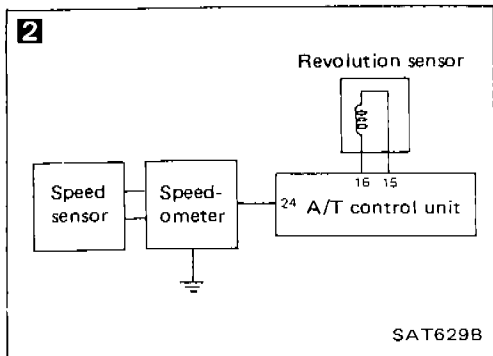 2
Revolution sensor
16 15
Speed
sensor
Speed-
ometer
24 A/T control unit
SAT629B